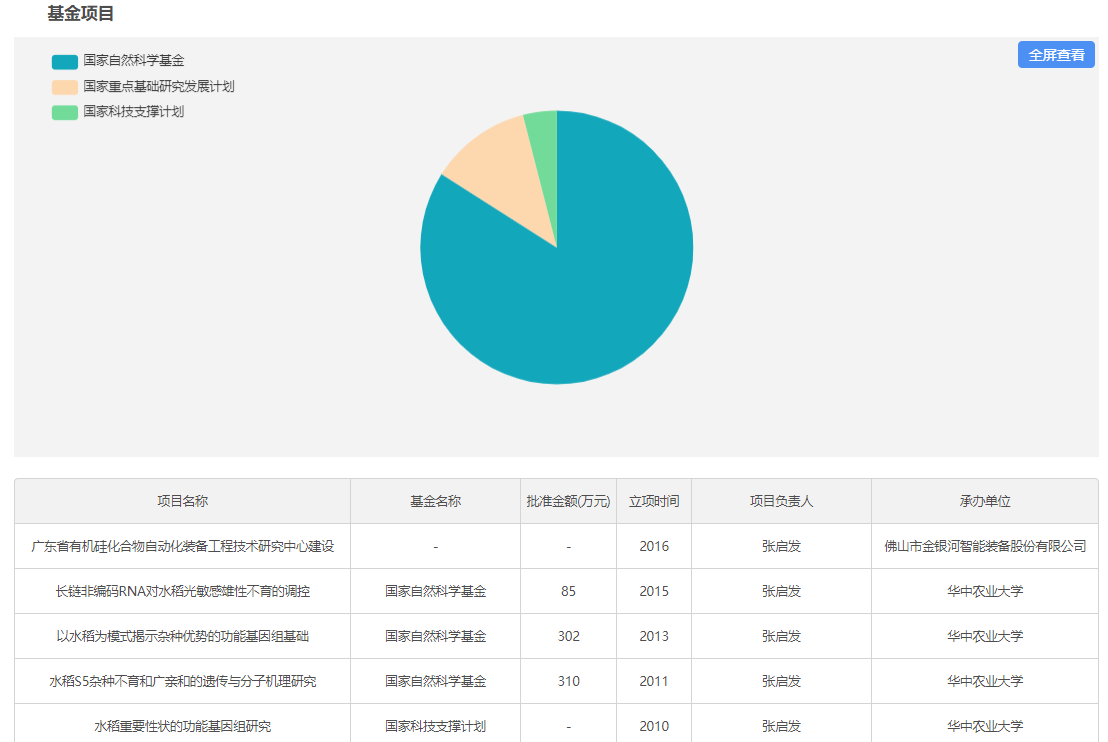 基金项目
全屏查看
国家自然科学基金
国家重点基础研究发展计划
国家科技支撑计划
项目名称 基金名称 批准金额(万元) 立项时间 项目负责人 承办单位
广东省有机硅化合物自动化装备工程技术研究中心建设 - - 2016 张启发 佛山市金银河智能装备股份有限公司
长链非编码RNA对水稻光敏感雄性不育的调控 国家自然科学基金 85 2015 张启发 华中农业大学
以水稻为模式揭示杂种优势的功能基因组基础 国家自然科学基金 302 2013 张启发 华中农业大学
水稻S5杂种不育和广亲和的遗传与分子机理研究 国家自然科学基金 310 2011 张启发 华中农业大学
水稻重要性状的功能基因组研究 国家科技支撑计划 - 2010 张启发 华中农业大学